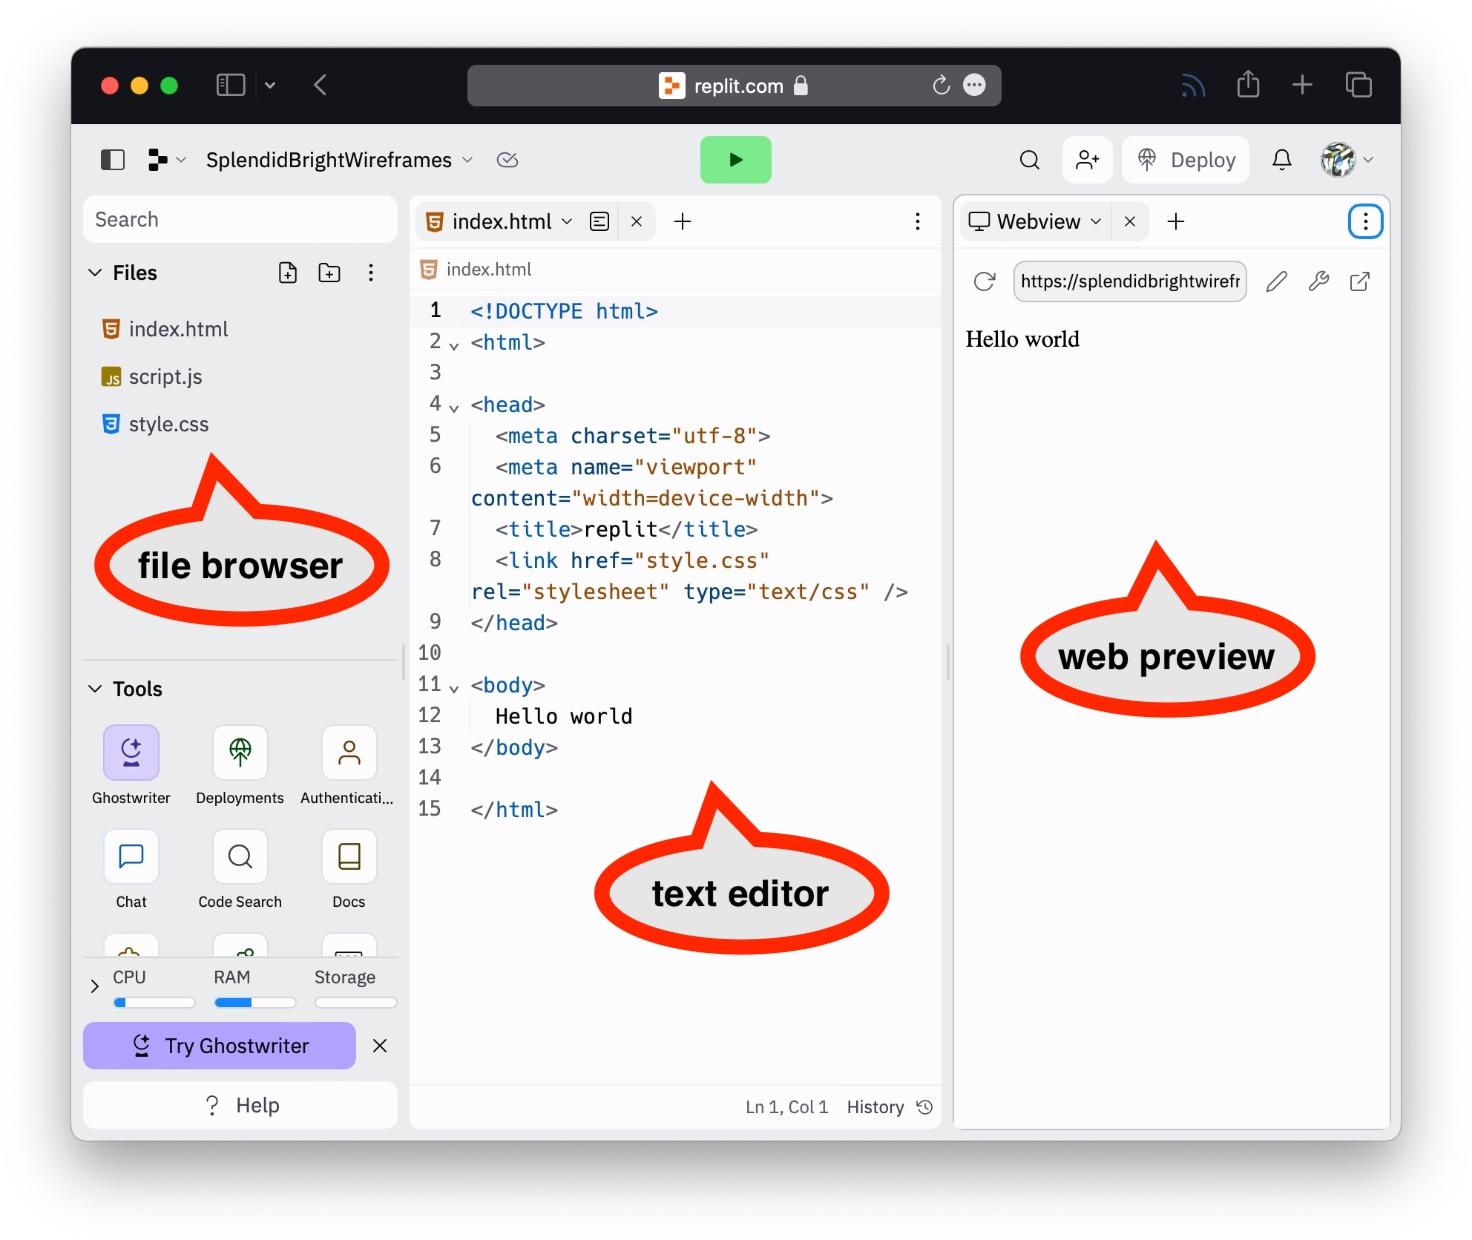 replit.com
SplendidBrightWireframes
Deploy
Search
Files
index.html
script.js
style.css
file browser
Tools
Ghostwriter Deployments Authenticati...
Chat Code Search Docs
CPU RAM Storage
Try Ghostwriter
? Help
index.html
index.html
1 <!DOCTYPE html>
2 <html>
3
4 <head>
5 <meta charset="utf-8">
6 <meta name="viewport"
content="width=device-width">
7 <title>replit</title>
8 <link href="style.css"
rel="stylesheet" type="text/css" />
9 </head>
10
11 <body>
12 Hello world
13 </body>
14
15 </html>
text editor
Ln 1, Col 1 History
Webview
https://splendidbrightwirefr
Hello world
web preview